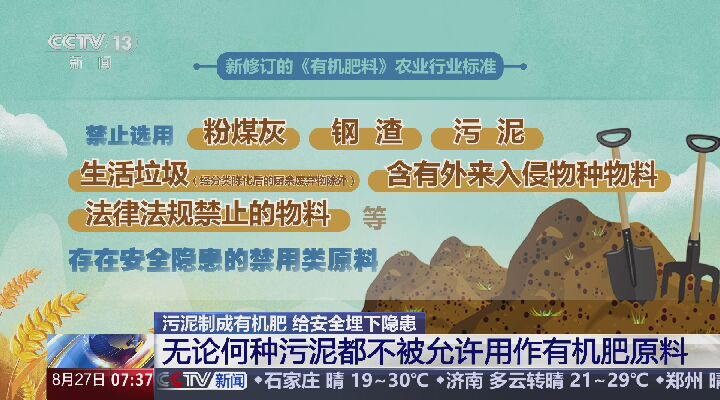 CCTV 13
新闻
新修订的《有机肥料》农业行业标准
禁止选用 粉煤灰 钢渣 污泥
生活垃圾（经分类陈化后的厨余废弃物除外） 含有外来入侵物种物料
法律法规禁止的物料 等
存在安全隐患的禁用类原料
污泥制成有机肥 给安全埋下隐患
无论何种污泥都不被允许用作有机肥原料
8月27日 07:37 CCTV新闻 •石家庄 晴 19~30℃ •济南 多云转晴 21~29℃ •郑州 晴